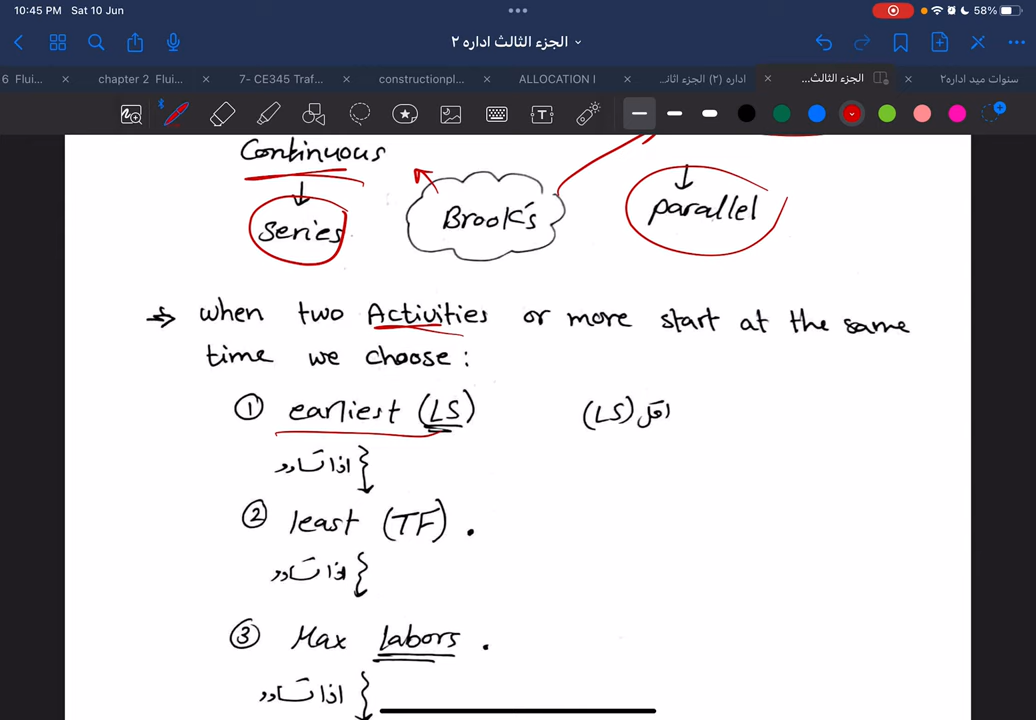 10:45 PM Sat 10 Jun
58%
الجزء الثالث اداره ٢
6 Flui...
chapter 2 Flui...
7- CE345 Traf...
constructionpl...
ALLOCATION I
اداره (٢) الجزء اثان...
الجزء الثالث...
سنوات ميد اداره٢
Continuous
series
Brook's
parallel
when two Activities or more start at the same
time we choose :
① earliest (LS)
اقل (LS)
اذا تساوو
② least (TF) .
اذا تساوو
③ Max labors .
اذا تساوو